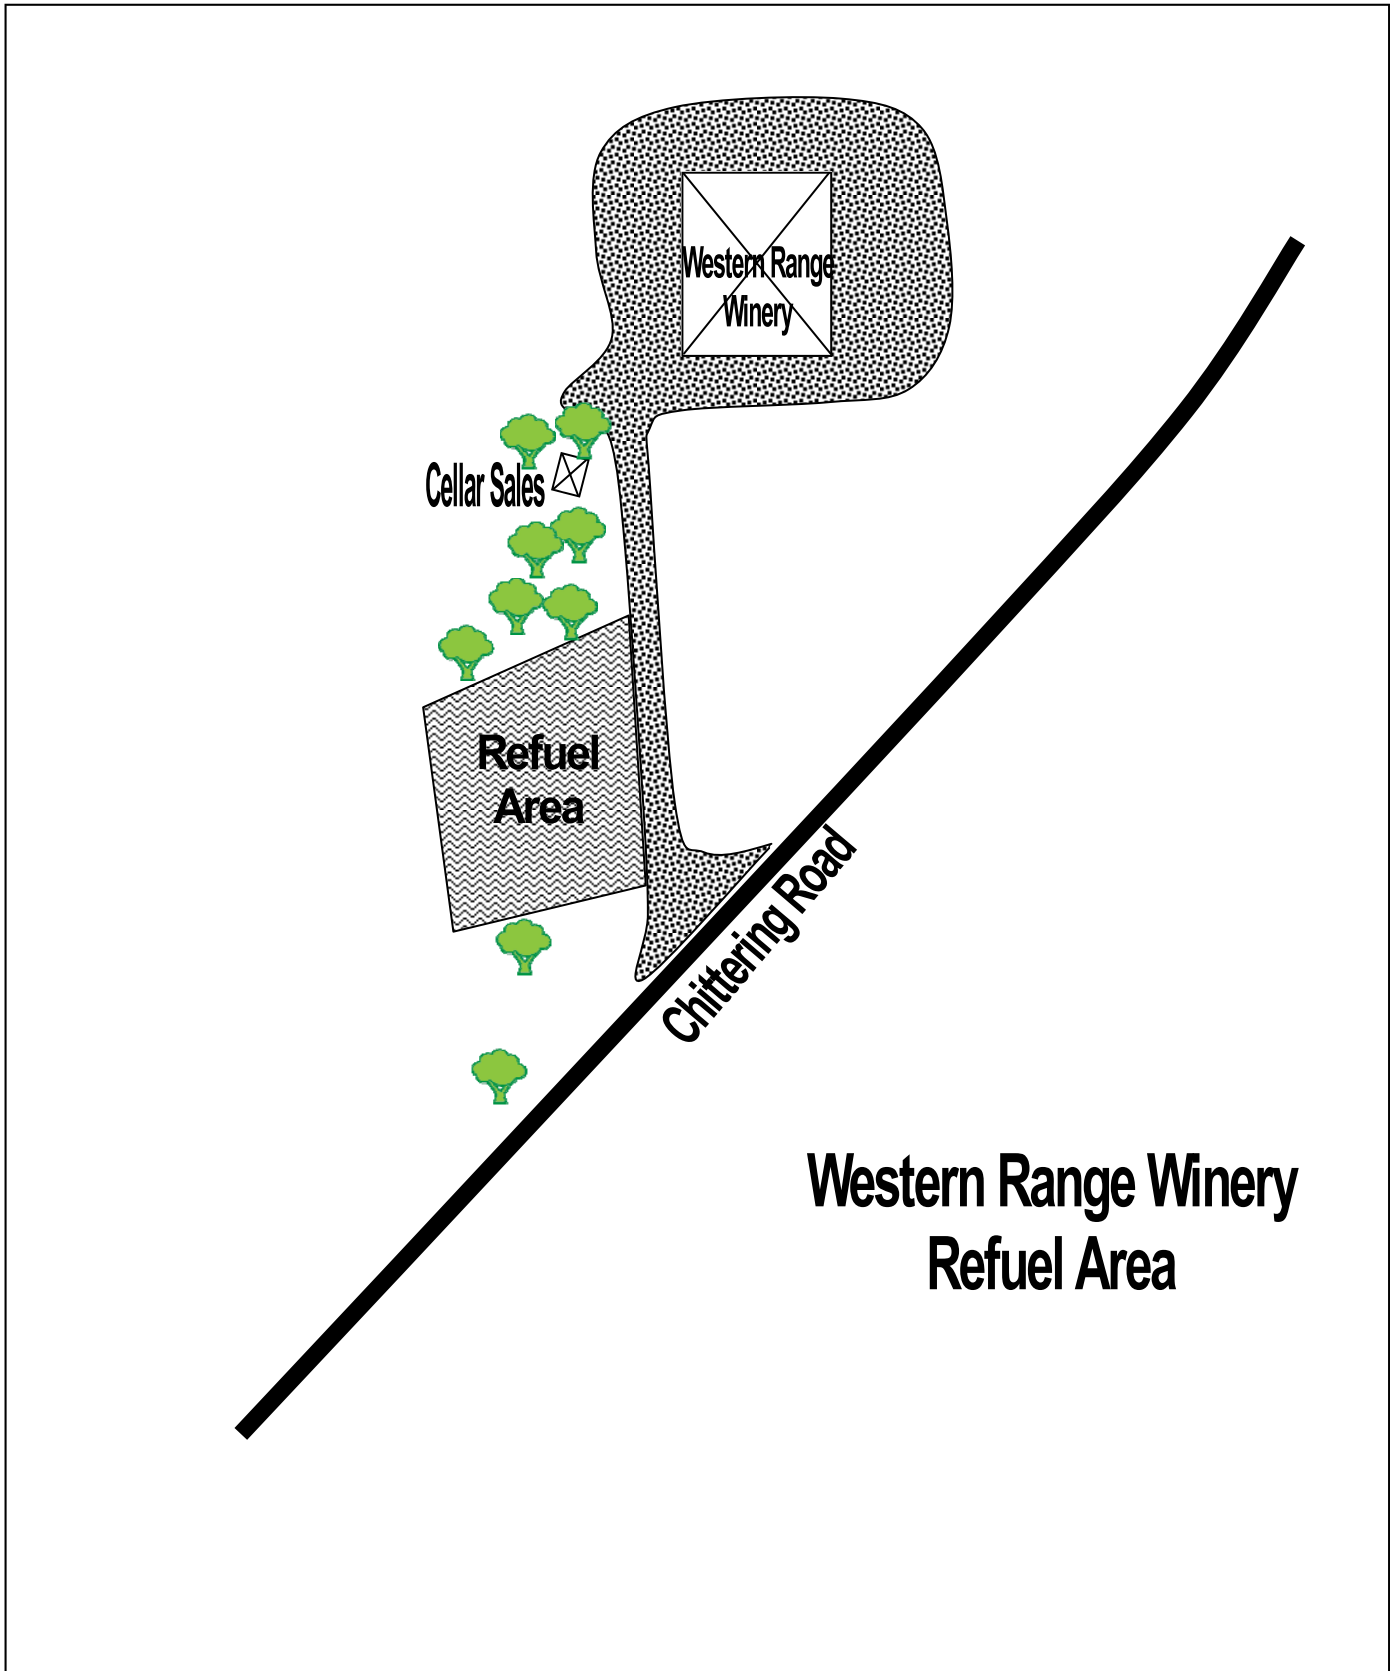 Western Range
Winery
Cellar Sales
Refuel
Area
Chittering Road
Western Range Winery
Refuel Area